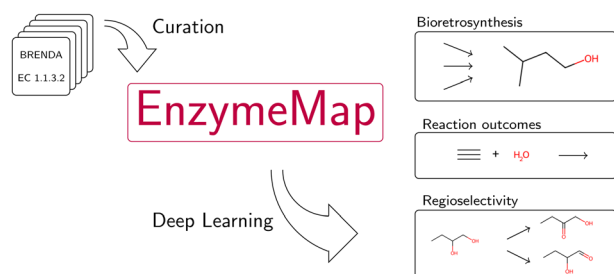 BRENDA
EC 1.1.3.2
Curation
EnzymeMap
Deep Learning
Bioretrosynthesis
OH
Reaction outcomes
+ H2O
Regioselectivity
OH
OH
OH
O
O
OH